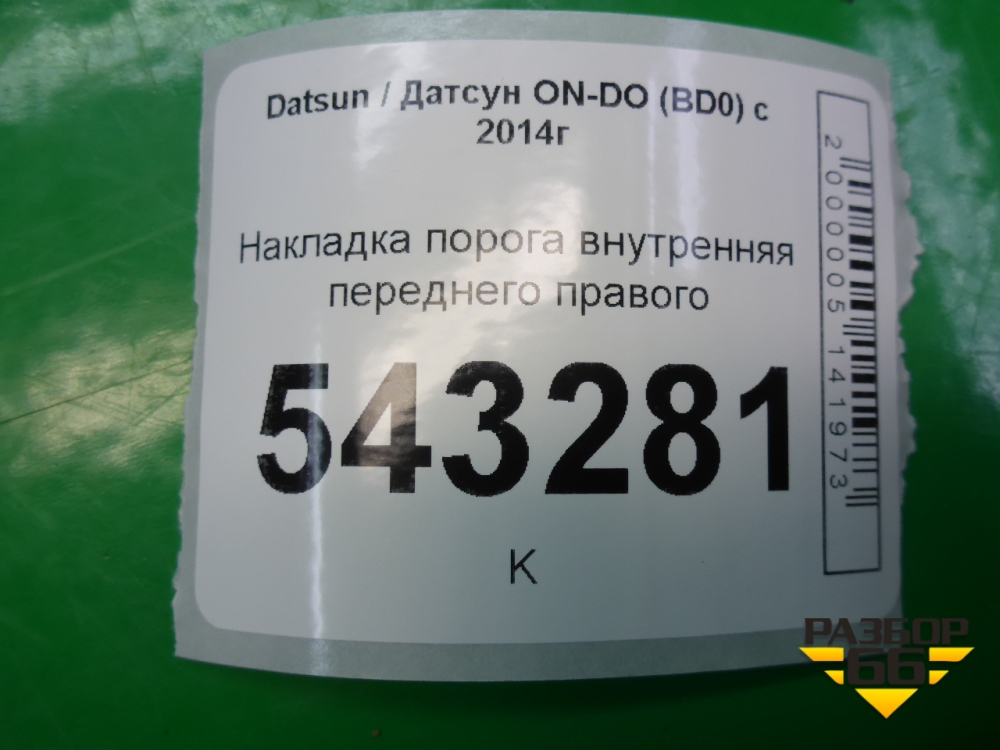 Datsun / Датсун ON-DO (BD0) с
2014г
Накладка порога внутренняя
переднего правого
543281
К
2000005141973
РАЗБОР
66